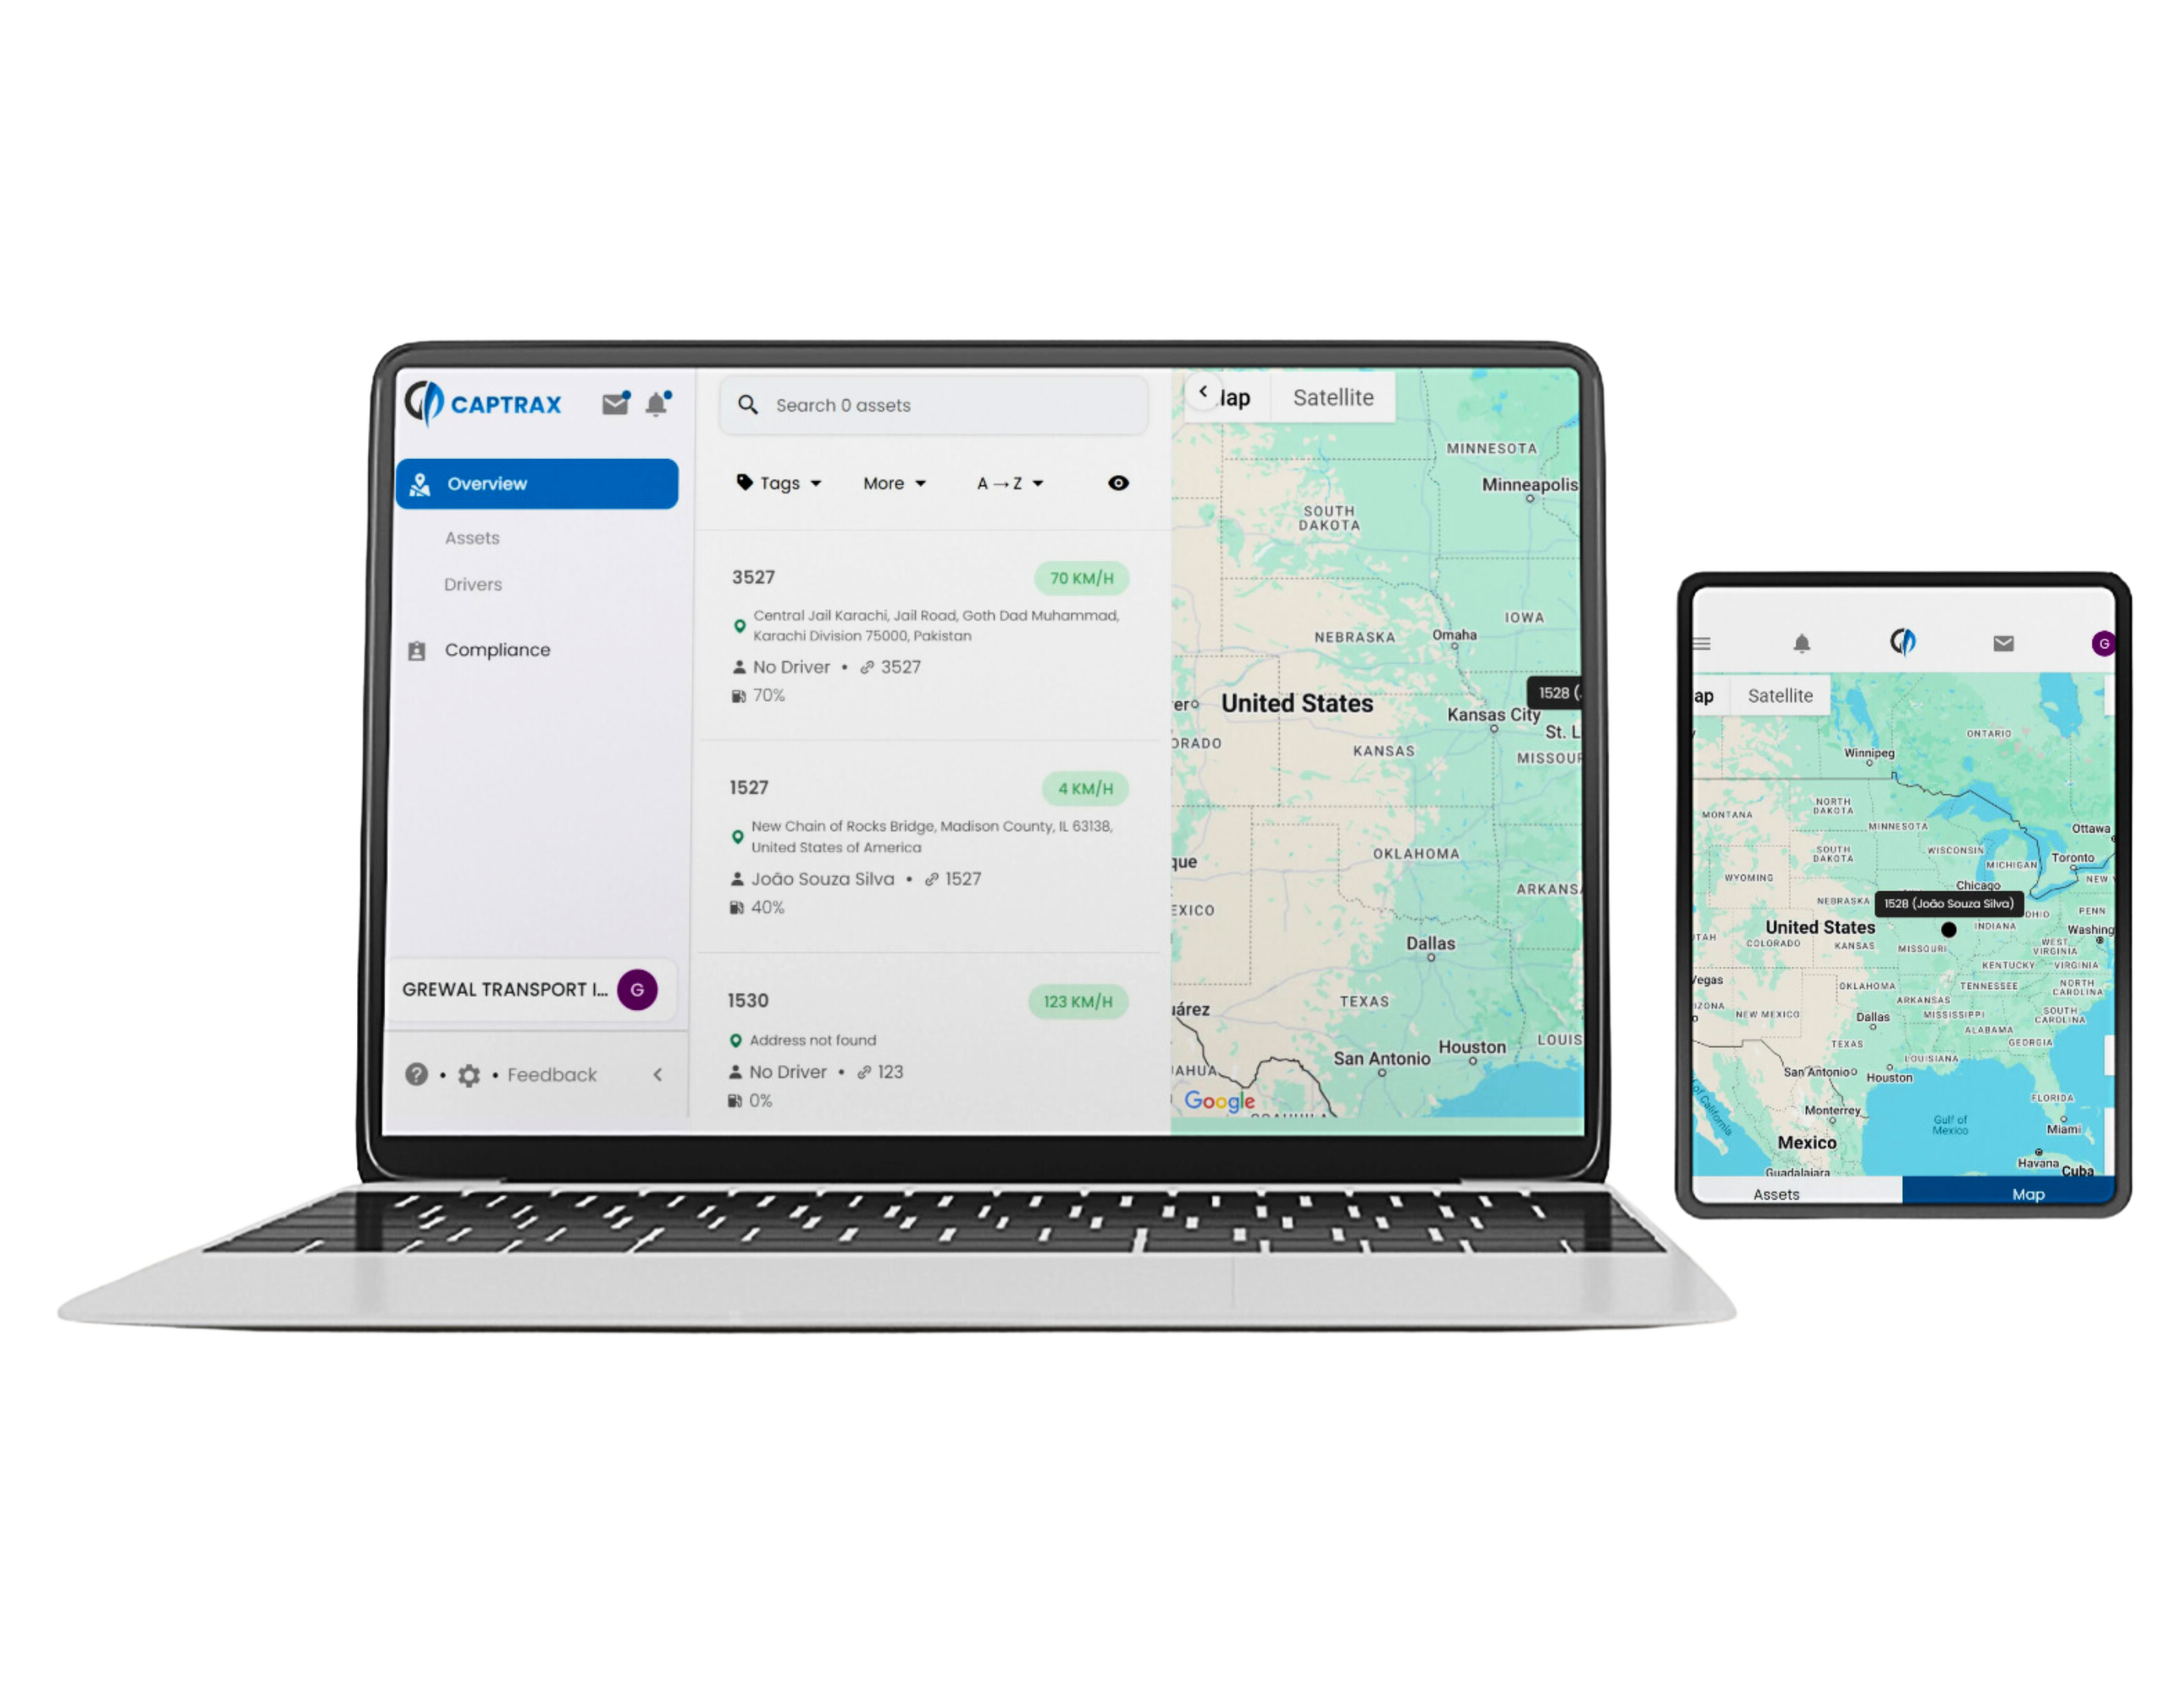 CAPTRAX
Overview
Assets
Drivers
Compliance
GREWAL TRANSPORT I...
G
Feedback
Search 0 assets
Tags
More
A → Z
3527
70 KM/H
Central Jail Karachi, Jail Road, Goth Dad Muhammad,
Karachi Division 75000, Pakistan
No Driver • 3527
70%
1527
4 KM/H
New Chain of Rocks Bridge, Madison County, IL 63138,
United States of America
João Souza Silva • 1527
40%
1530
123 KM/H
Address not found
No Driver • 123
0%
lap
Satellite
MINNESOTA
Minneapolis
SOUTH
DAKOTA
IOWA
NEBRASKA
Omaha
1528 (
United States
ero
Kansas City
St. L
ORADO
KANSAS
MISSOUR
que
OKLAHOMA
ARKANSA
EXICO
Dallas
TEXAS
uárez
LOUIS
Houston
San Antonio
AHUA
Google
COAHUILA
G
ap
Satellite
ONTARIO
Winnipeg
NORTH
DAKOTA
MONTANA
MINNESOTA
Ottawa
SOUTH
DAKOTA
WISCONSIN
MICHIGAN
Toronto
WYOMING
NEW
Chicago
NEBRASKA
1528 (João Souza Silva)
OHIO
PENN
United States
INDIANA
Washing
TAH
COLORADO
KANSAS
MISSOURI
WEST
VIRGINIA
KENTUCKY
VIRGINIA
Vegas
OKLAHOMA
TENNESSEE
NORTH
CAROLINA
IZONA
NEW MEXICO
ARKANSAS
Dallas
MISSISSIPPI
SOUTH
CAROLINA
ALABAMA
TEXAS
GEORGIA
LOUISIANA
San Antonio
Houston
of California
FLORIDA
Monterrey
Gulf of
Mexico
Miami
Mexico
Havana
Cuba
Guadalajara
Assets
Map